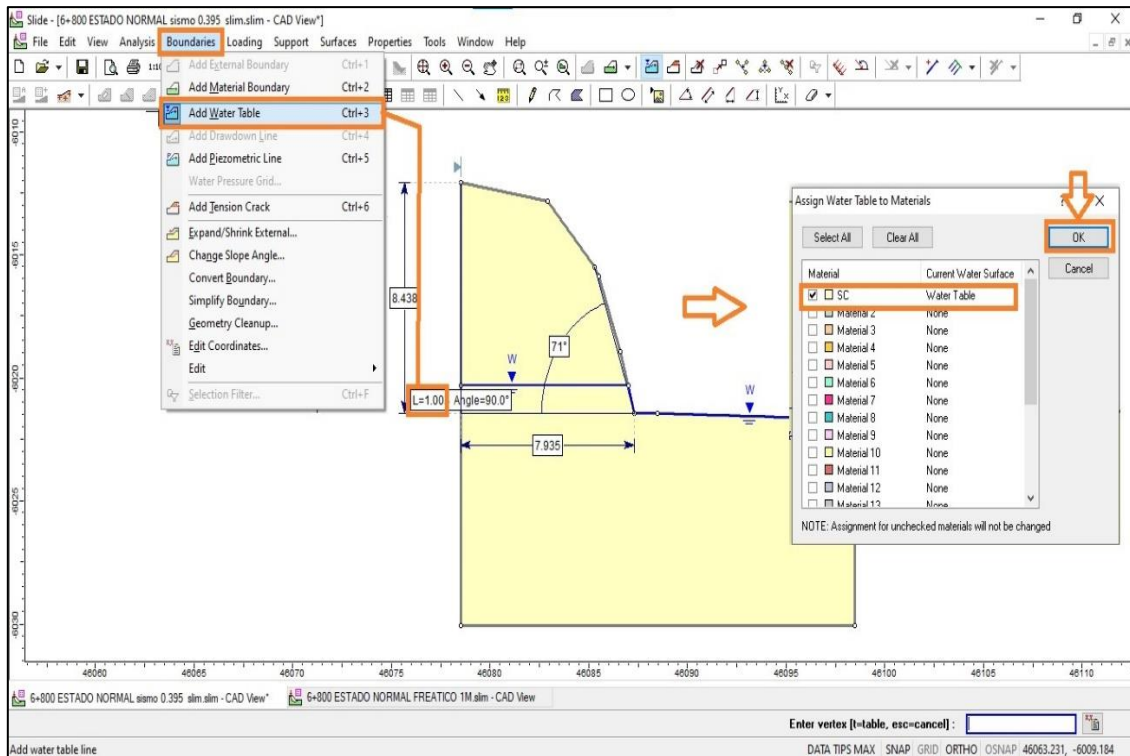 Slide - [6+800 ESTADO NORMAL sismo 0.395 slim.slim - CAD View*]
File Edit View Analysis Boundaries Loading Support Surfaces Properties Tools Window Help
Add External Boundary Ctrl+1
Add Material Boundary Ctrl+2
Add Water Table Ctrl+3
Add Drawdown Line Ctrl+4
Add Piezometric Line Ctrl+5
Water Pressure Grid...
Add Tension Crack Ctrl+6
Expand/Shrink External...
Change Slope Angle...
Convert Boundary...
Simplify Boundary...
Geometry Cleanup...
Edit Coordinates...
Edit
Selection Filter... Ctrl+F
-6010
-6015
-6020
-6025
-6030
8.438
71°
W
L=1.00 Angle=90.0°
7.935
W
Assign Water Table to Materials
Select All Clear All OK
Cancel
Material Current Water Surface
SC Water Table
Material 2 None
Material 3 None
Material 4 None
Material 5 None
Material 6 None
Material 7 None
Material 8 None
Material 9 None
Material 10 None
Material 11 None
Material 12 None
Material 13 None
NOTE: Assignment for unchecked materials will not be changed
46060 46065 46070 46075 46080 46085 46090 46095 46100 46105 46110
6+800 ESTADO NORMAL sismo 0.395 slim.slim - CAD View* 6+800 ESTADO NORMAL FREATICO 1M.slim - CAD View
Enter vertex [t=table, esc=cancel] :
Add water table line DATA TIPS MAX SNAP GRID ORTHO OSNAP 46063.231, -6009.184